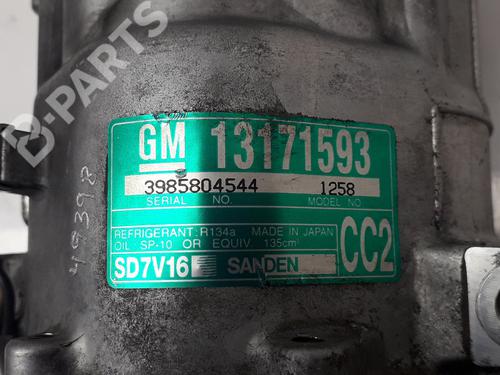 B-PARTS
GM 13171593
3985804544 1258
SERIAL NO. MODEL NO
REFRIGERANT:R134a MADE IN JAPAN
OIL SP-10 OR EQUIV. 135cm³
CC2
SD7V16 SANDEN
49398